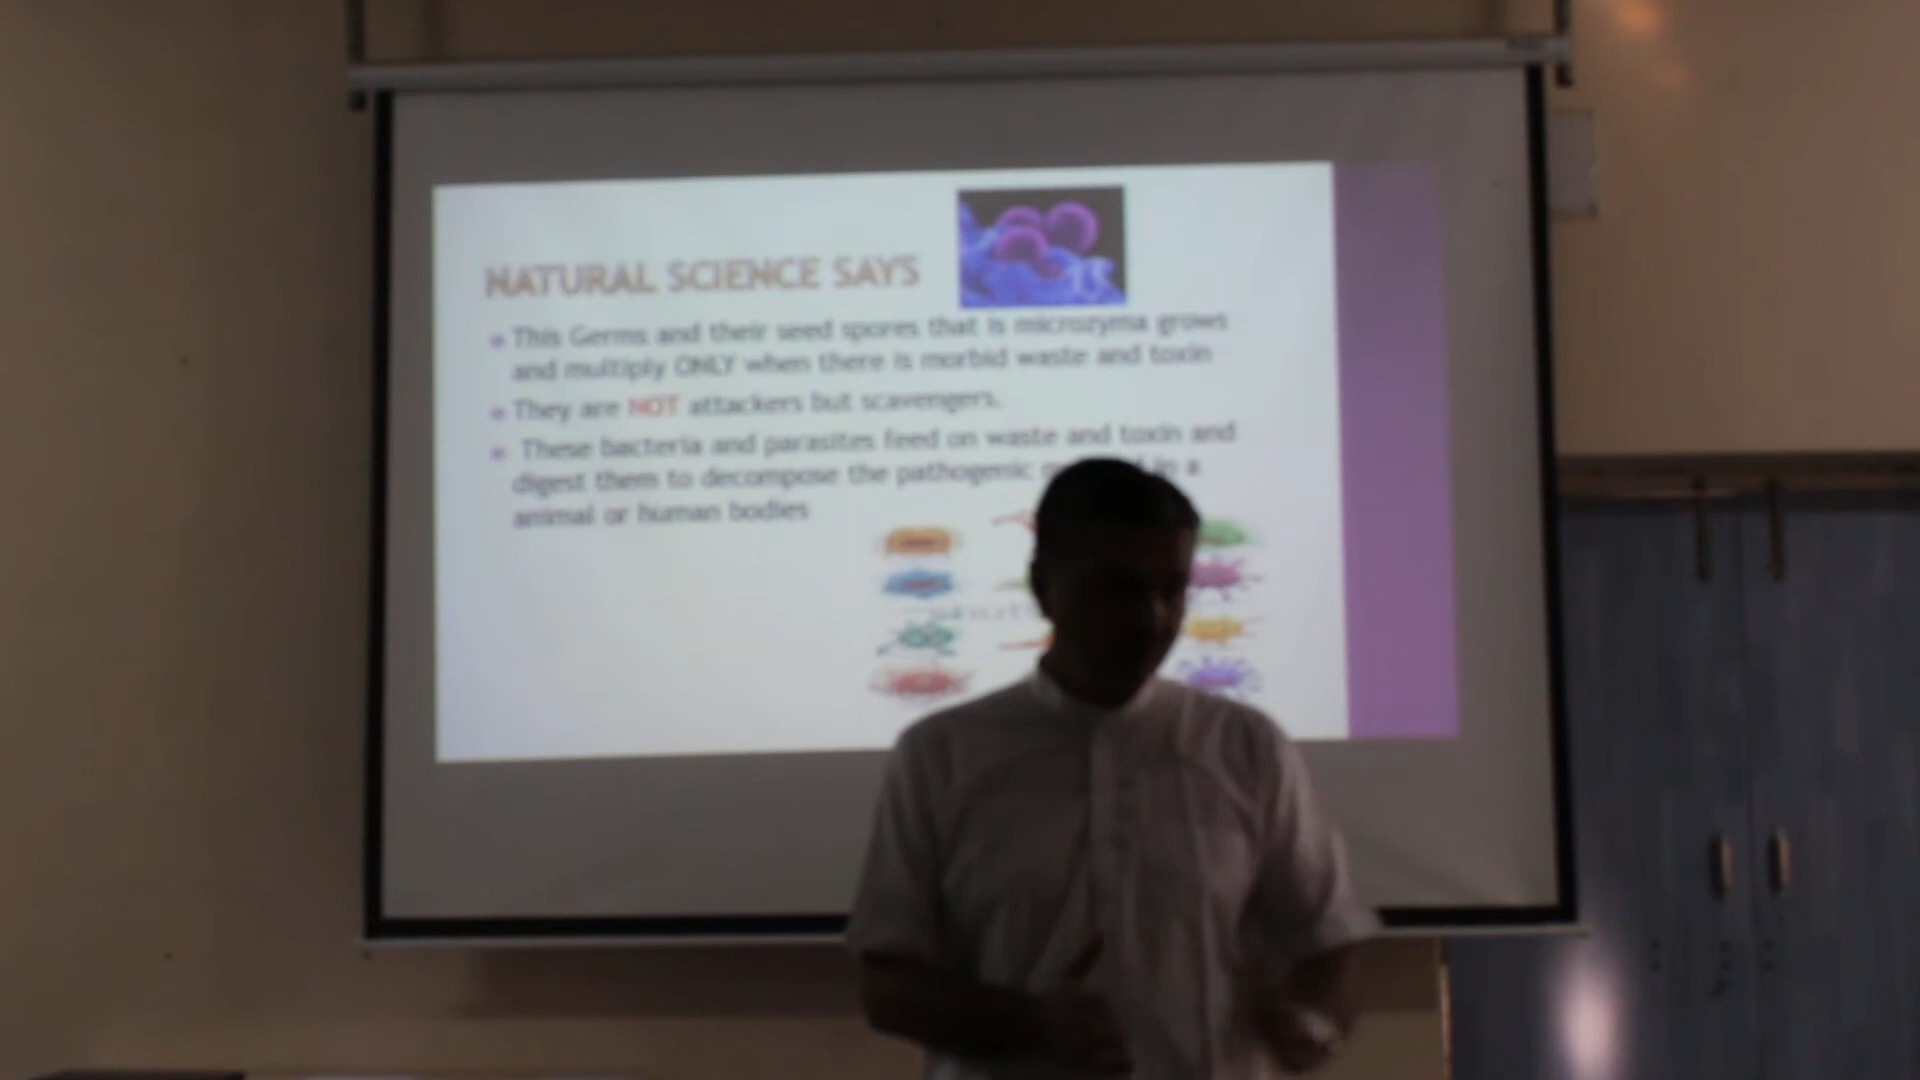 NATURAL SCIENCE SAYS
15
This Germs and their seed spores that is microzyma grows
and multiply ONLY when there is morbid waste and toxin
They are NOT attackers but scavengers.
These bacteria and parasites feed on waste and toxin and
digest them to decompose the pathogenic in a
animal or human bodies